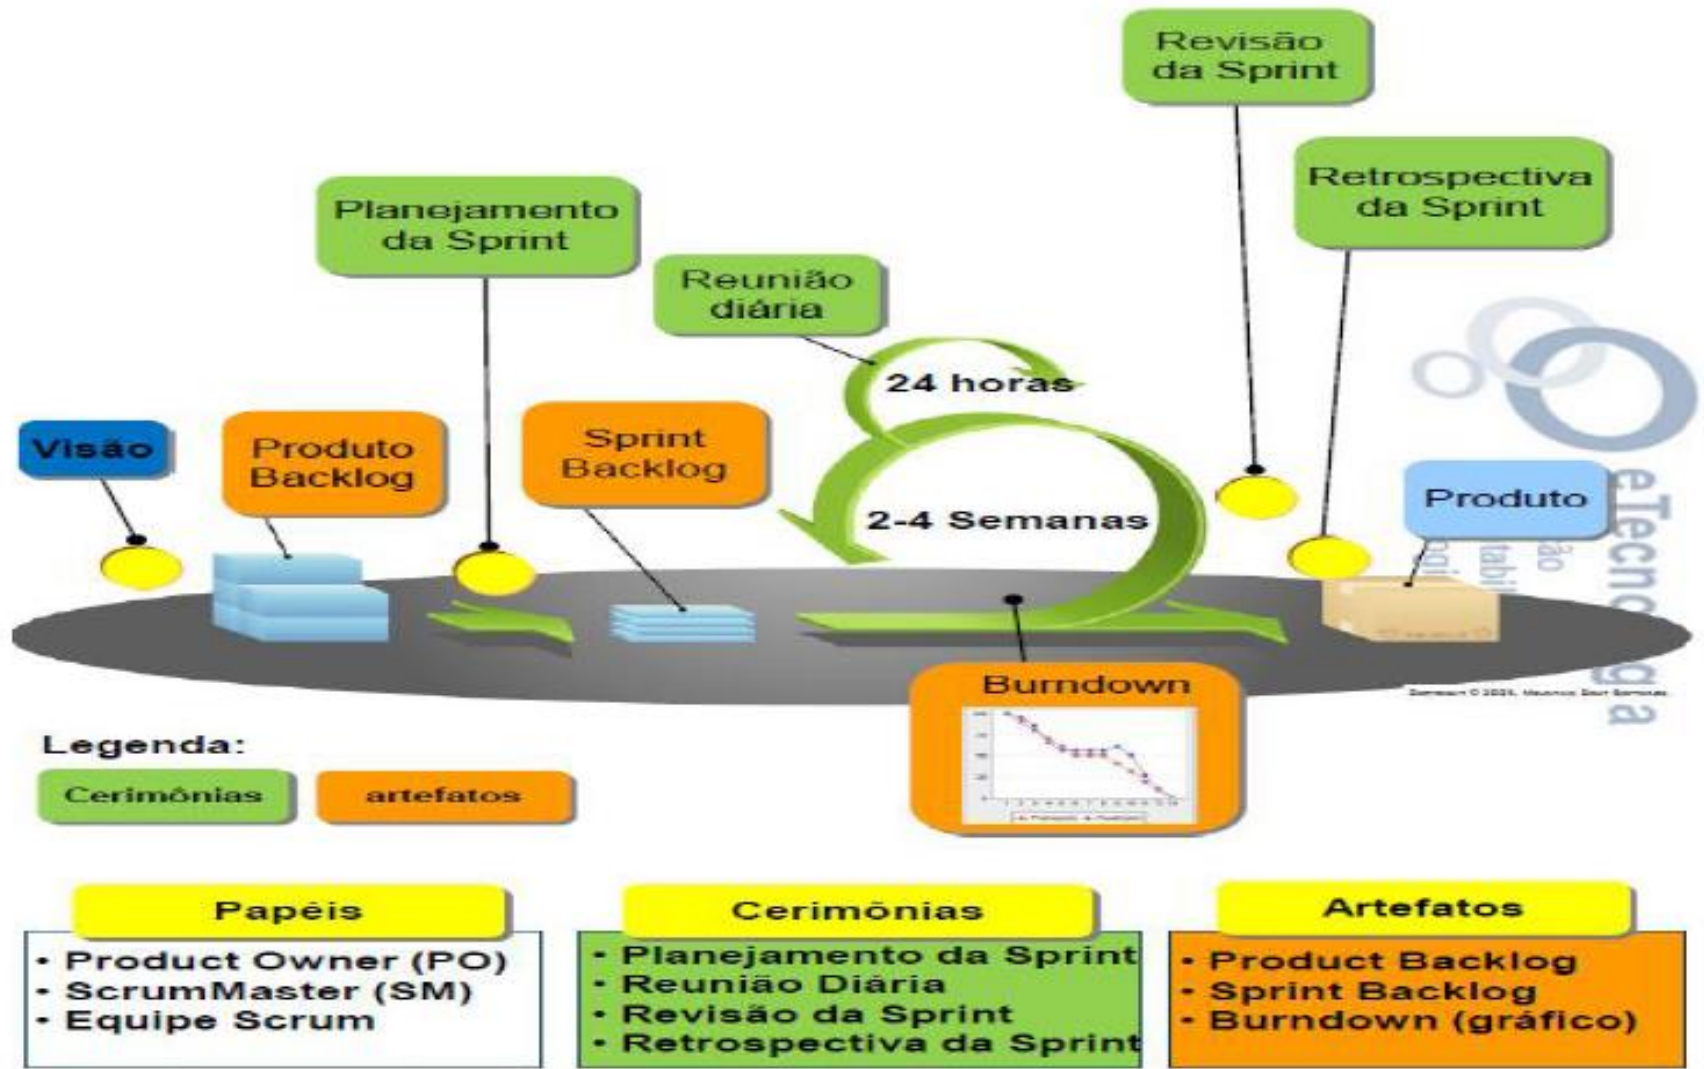 Revisão
da Sprint
Retrospectiva
da Sprint
Planejamento
da Sprint
Reunião
diária
24 horas
Visão
Produto
Backlog
Sprint
Backlog
2-4 Semanas
Produto
eTecnologia
Burndown
Legenda:
Cerimônias
artefatos
Papéis
• Product Owner (PO)
• ScrumMaster (SM)
• Equipe Scrum
Cerimônias
• Planejamento da Sprint
• Reunião Diária
• Revisão da Sprint
• Retrospectiva da Sprint
Artefatos
• Product Backlog
• Sprint Backlog
• Burndown (gráfico)